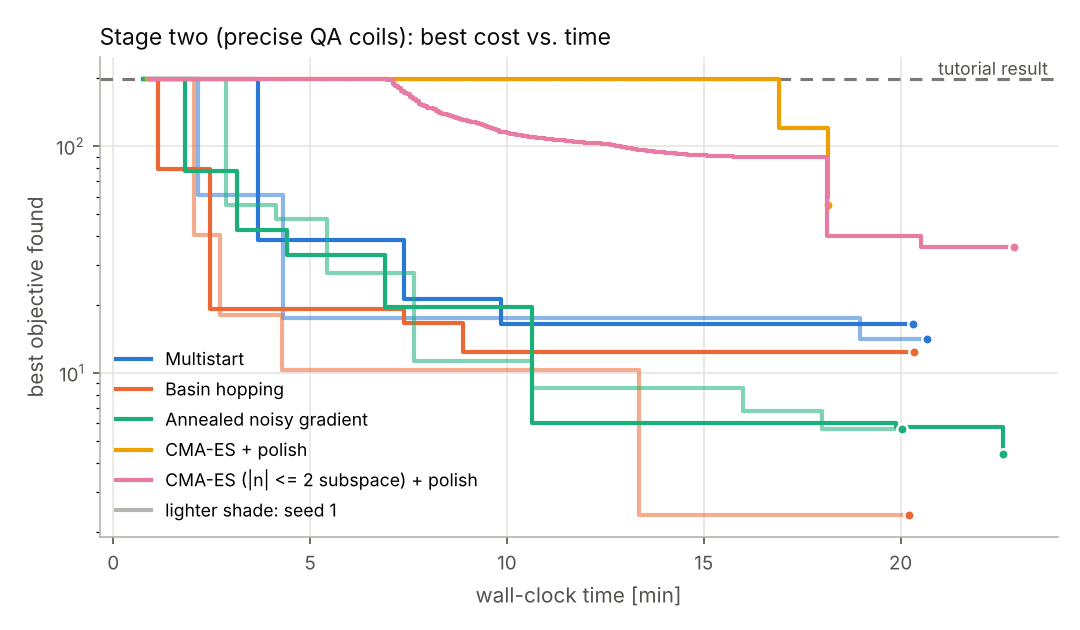 Stage two (precise QA coils): best cost vs. time
tutorial result
best objective found
10²
10¹
Multistart
Basin hopping
Annealed noisy gradient
CMA-ES + polish
CMA-ES (|n| <= 2 subspace) + polish
lighter shade: seed 1
0 5 10 15 20
wall-clock time [min]